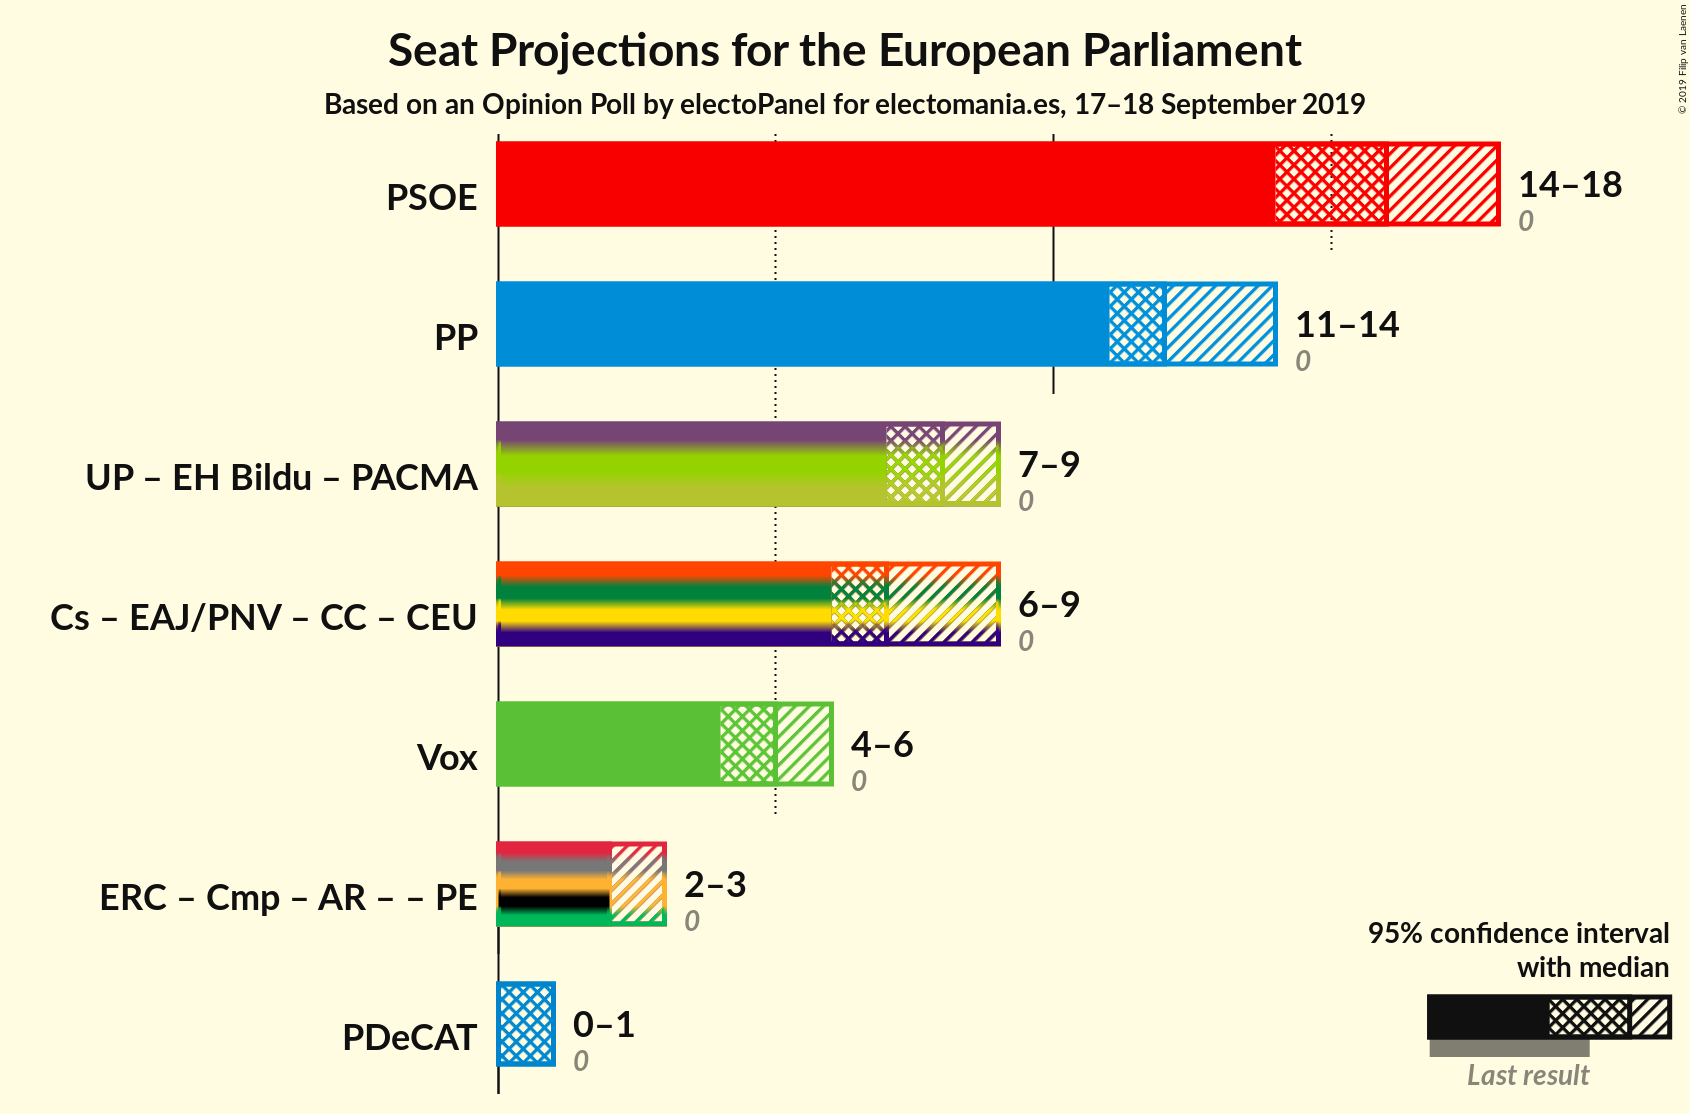 Seat Projections for the European Parliament
Based on an Opinion Poll by electoPanel for electomania.es, 17–18 September 2019
© 2019 Filip van Laenen
PSOE
14–18
0
PP
11–14
0
UP – EH Bildu – PACMA
7–9
0
Cs – EAJ/PNV – CC – CEU
6–9
0
Vox
4–6
0
ERC – Cmp – AR – – PE
2–3
0
PDeCAT
0–1
0
95% confidence interval
with median
Last result